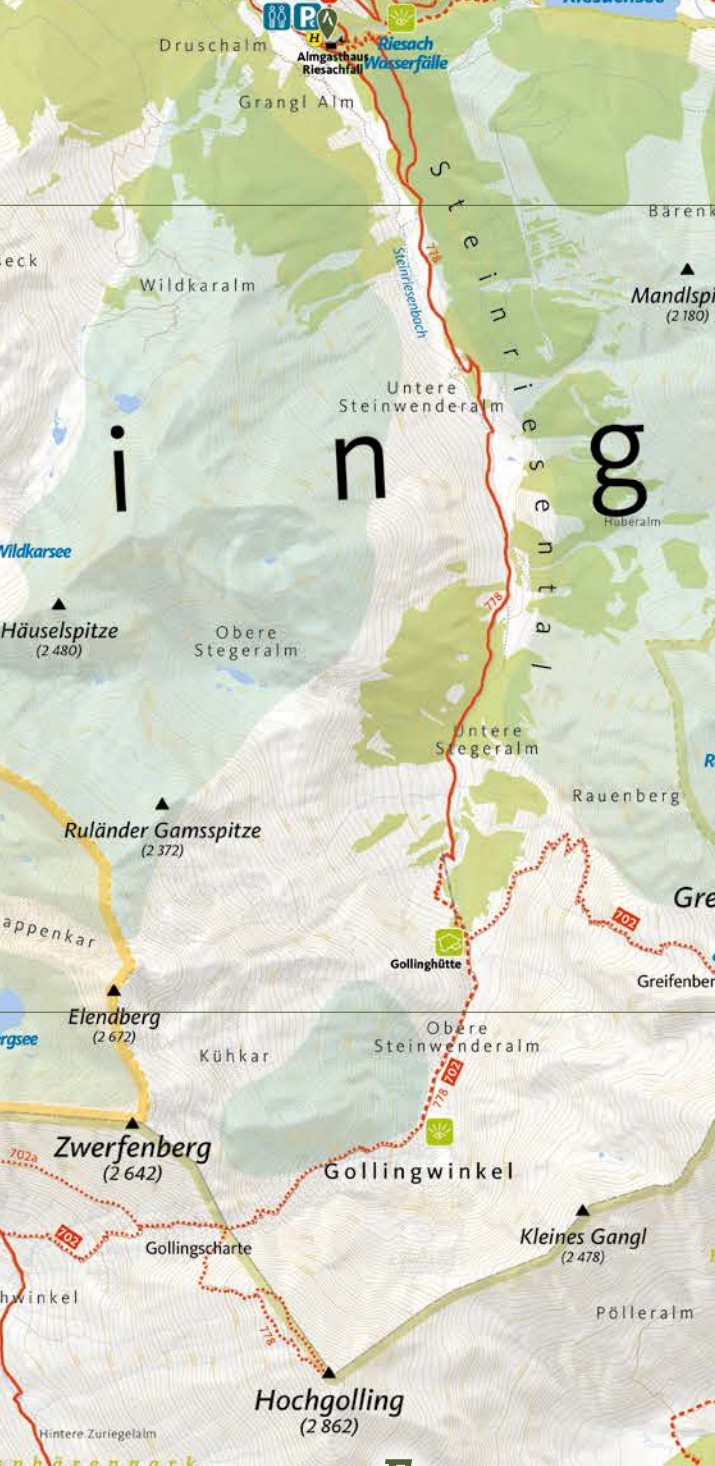 P
H
Almgasthaus
Riesachfall
Riesach
Wasserfälle
Druschalm
Grangl Alm
Steinriesental
Bärenk
778
Steinriesenbach
eck
Wildkaralm
Mandlspi
(2 180)
Untere
Steinwenderalm
i n g
Huberalm
Wildkarsee
Häuselspitze
(2 480)
778
Obere
Stegeralm
Untere
Stegeralm
R
Rauenberg
Ruländer Gamsspitze
(2 372)
Gre
702
appenkar
Gollinghütte
Greifenber
Elendberg
(2 672)
rgsee
Kühkar
Obere
Steinwenderalm
778
702
Zwerfenberg
(2 642)
702a
Gollingwinkel
702
Gollingscharte
Kleines Gangl
(2 478)
hwinkel
778
Pölleralm
Hochgolling
(2 862)
Hintere Zuriegelalm